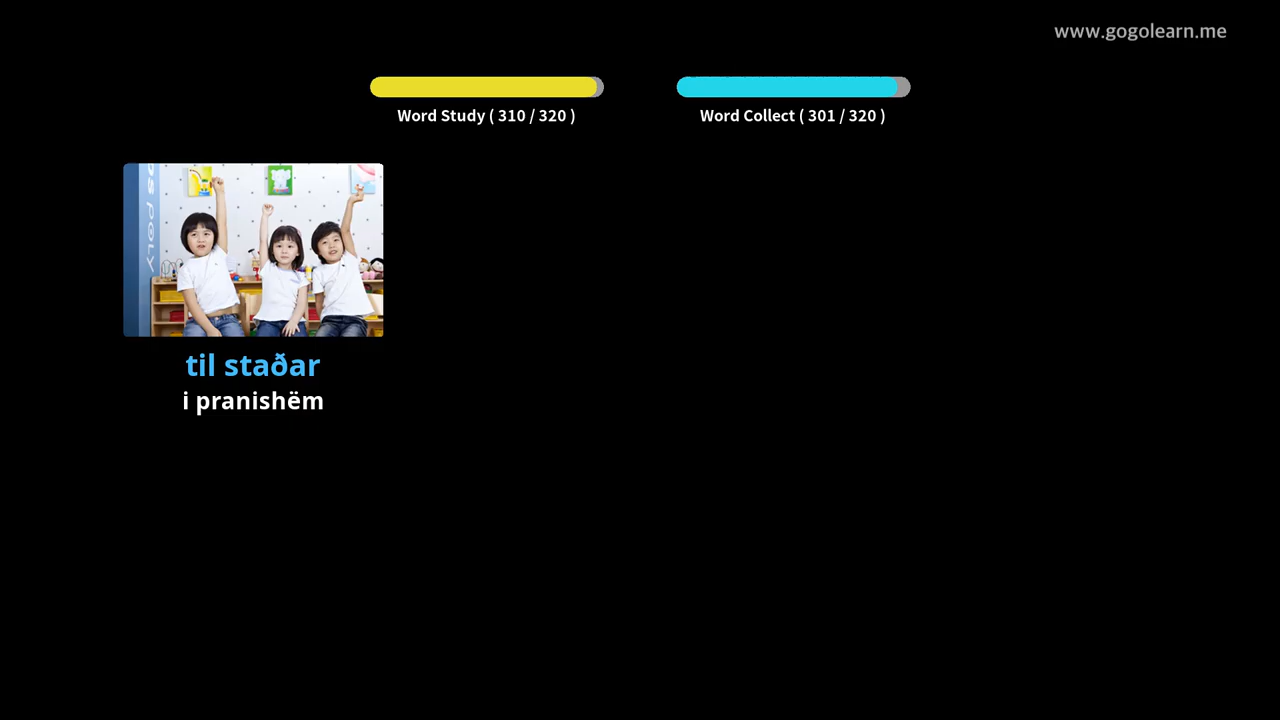 www.gogolearn.me
Word Study ( 310 / 320 )
Word Collect ( 301 / 320 )
til staðar
i pranishëm